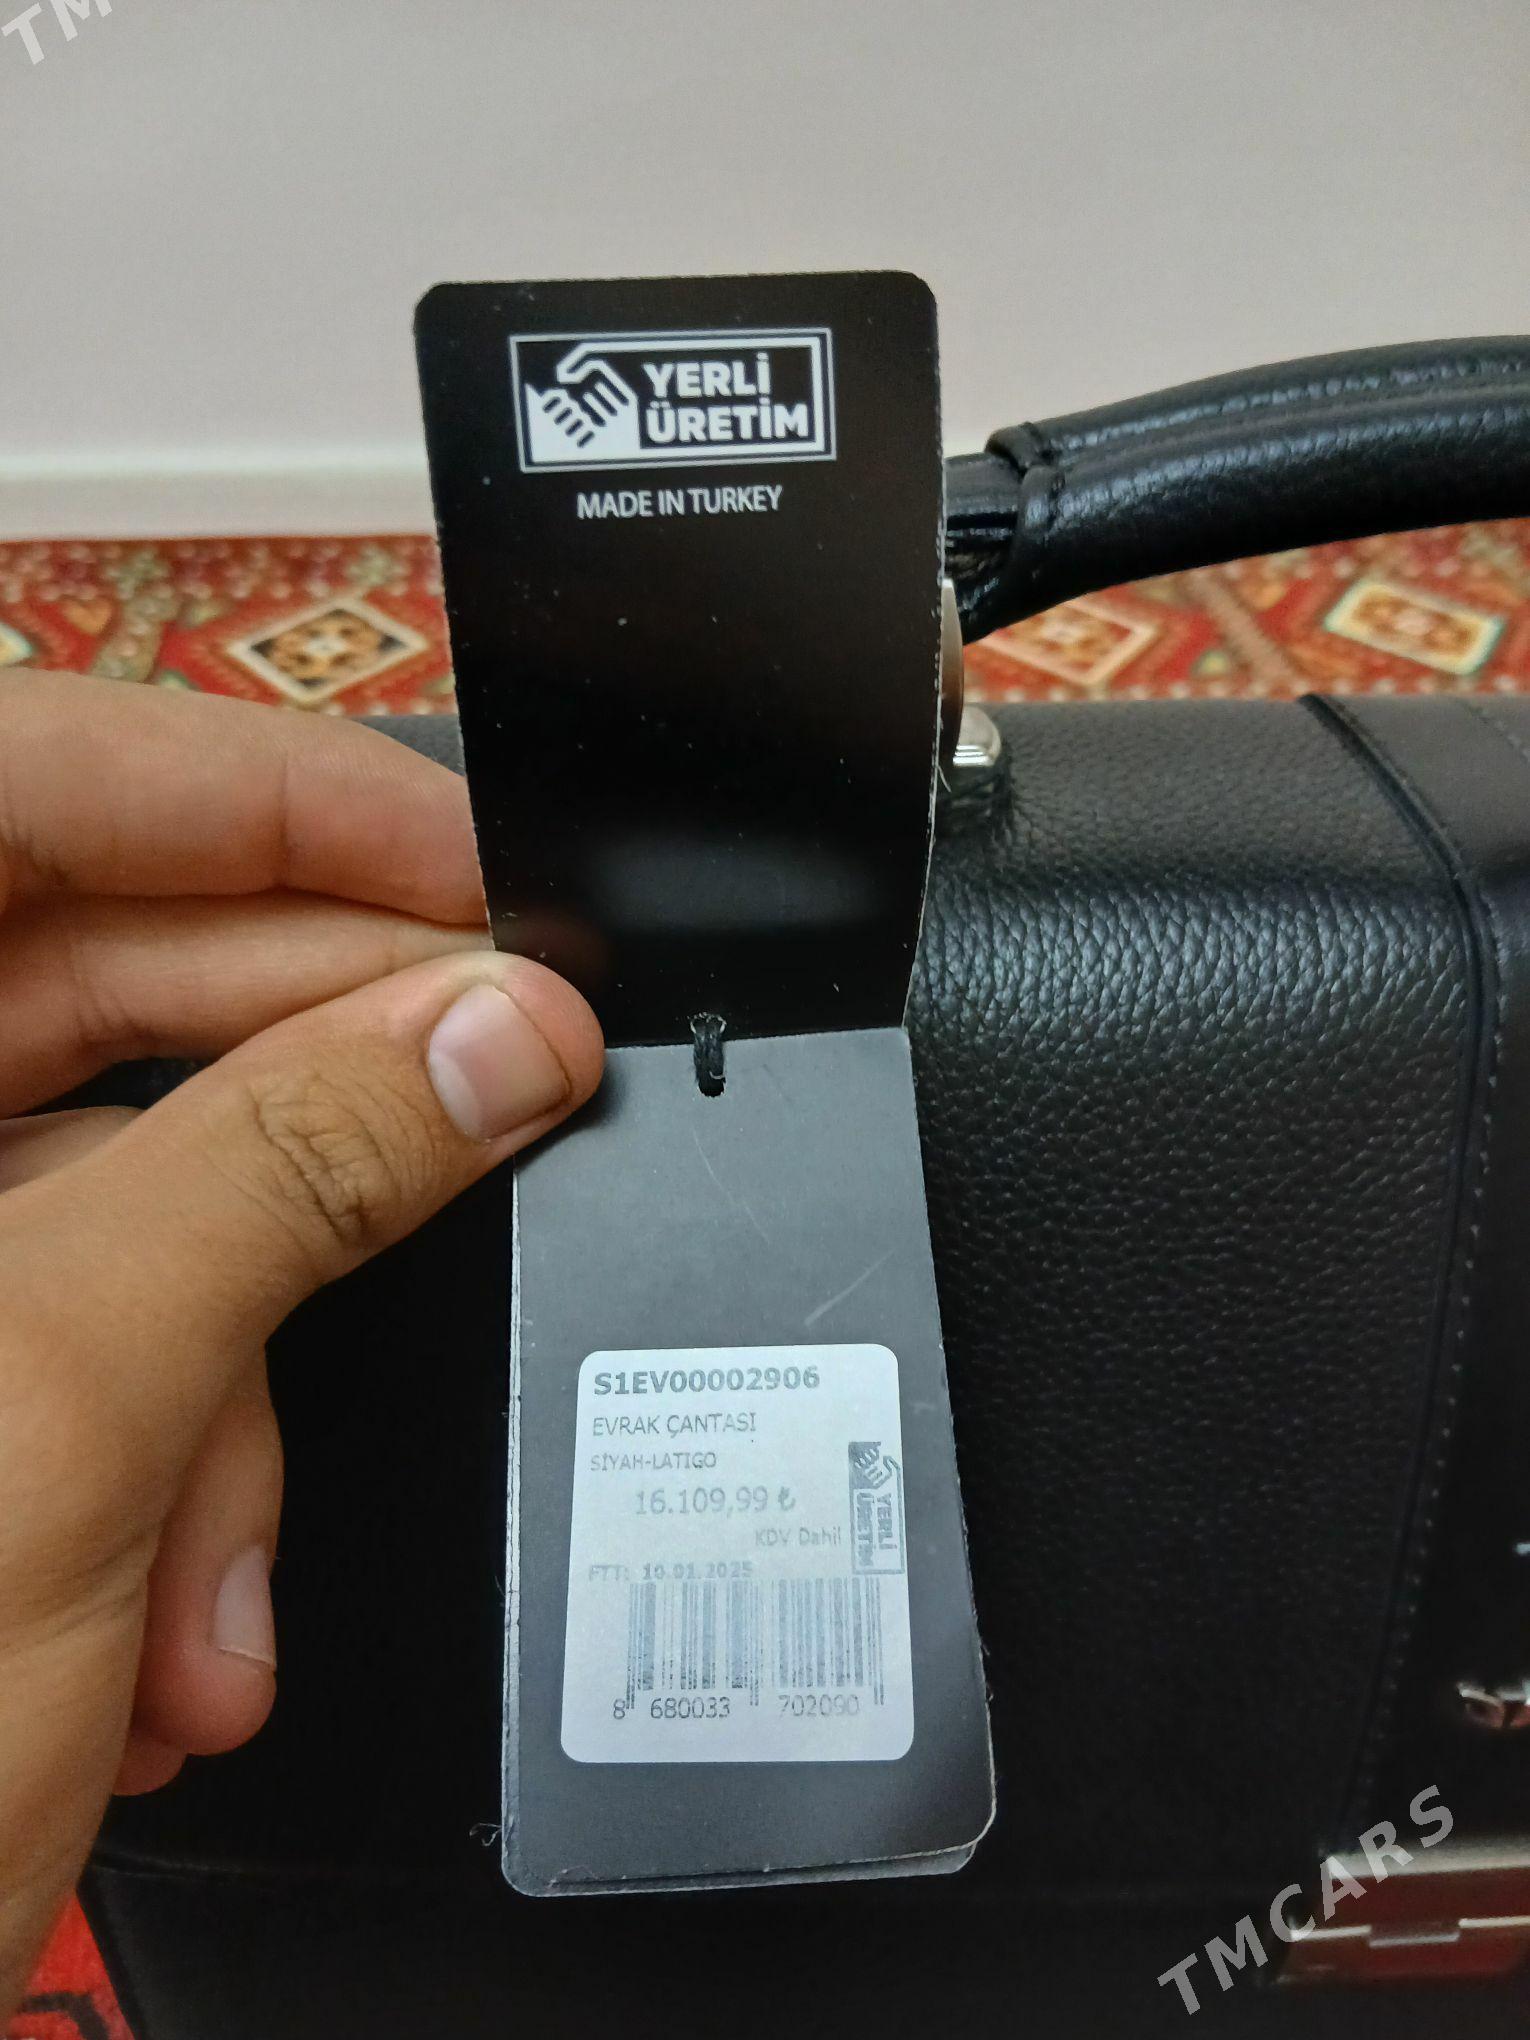 TM
YERLİ
ÜRETİM
MADE IN TURKEY
S1EV00002906
EVRAK ÇANTASI
SİYAH-LATIGO
16.109,99 ₺
KDV Dahil
FTT: 10.01.2025
YERLİ
ÜRETİM
8 680033 702090
TMCARS